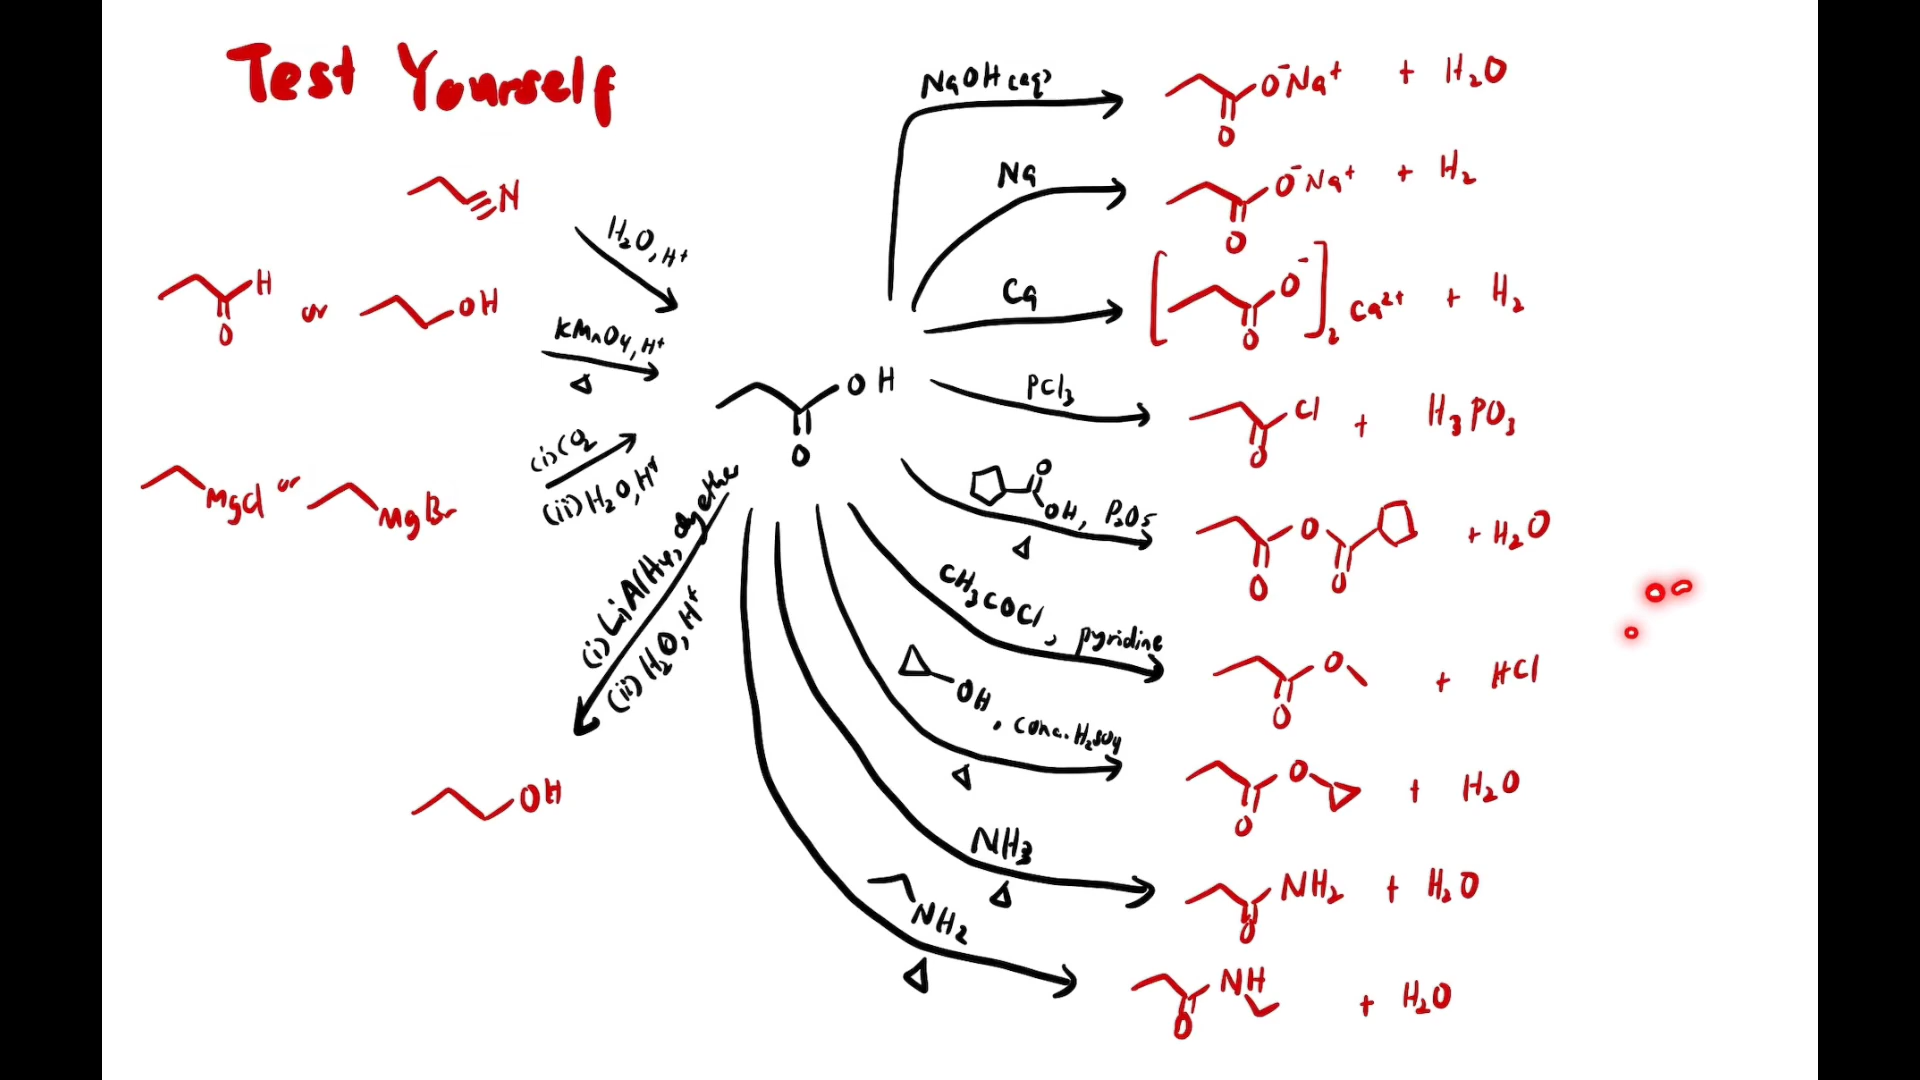 Test Yourself
NaOH(aq)
O⁻Na⁺ + H₂O
O
Na
O⁻Na⁺ + H₂
O
Ca
[ O⁻ ]₂ Ca²⁺ + H₂
O
≡N
H₂O, H⁺
H
O
or
OH
KMnO₄, H⁺
△
OH
O
PCl₃
Cl + H₃PO₃
O
MgCl or
MgBr
(i) CO₂
(ii) H₂O, H⁺
O
OH, P₂O₅
△
O
O O
+ H₂O
CH₃COCl, pyridine
O
O
+ HCl
(i) LiAlH₄, dry ether
(ii) H₂O, H⁺
OH
OH, conc. H₂SO₄
△
O
O
+ H₂O
NH₃
△
NH₂ + H₂O
O
NH₂
△
NH
O
+ H₂O